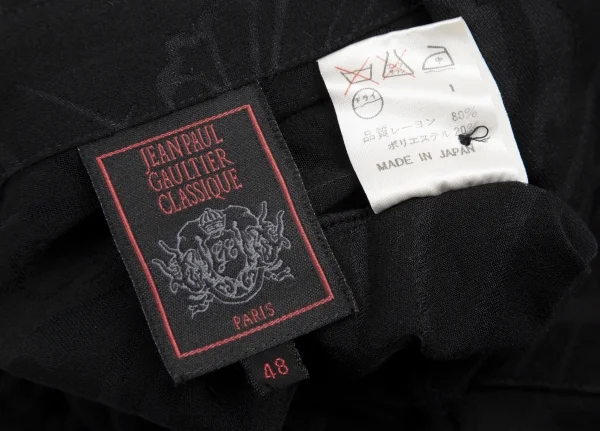 JEAN PAUL
GAULTIER
CLASSIQUE
PARIS
48
ドライ
1
品質 レーヨン 80%
ポリエステル 20%
MADE IN JAPAN